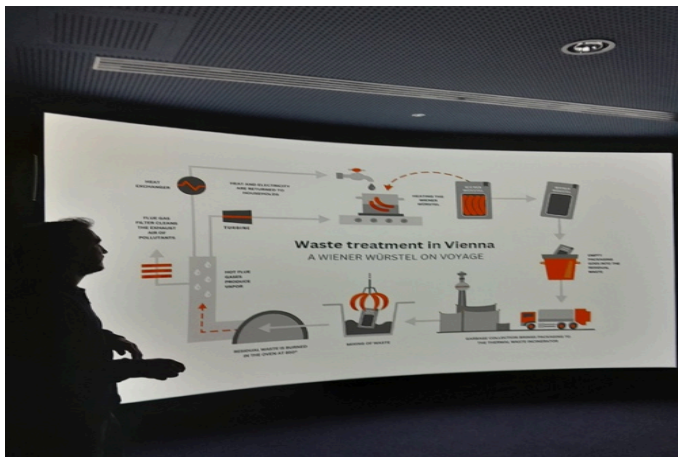 Waste treatment in Vienna
A WIENER WÜRSTEL ON VOYAGE
HEAT
EXCHANGER
HEAT AND ELECTRICITY
ARE RETURNED TO
HOUSEHOLDS
HEATING THE
WIENER
WÜRSTEL
FLUE GAS
FILTER CLEANS
THE EXHAUST
AIR OF
POLLUTANTS.
TURBINE
HOT FLUE
GASES
PRODUCE
VAPOR
EMPTY
PACKAGING
GOES INTO THE
RESIDUAL
WASTE
GARBAGE COLLECTION BRINGS PACKAGING TO
THE THERMAL WASTE INCINERATOR
MIXING OF WASTE
RESIDUAL WASTE IS BURNED
IN THE OVEN AT